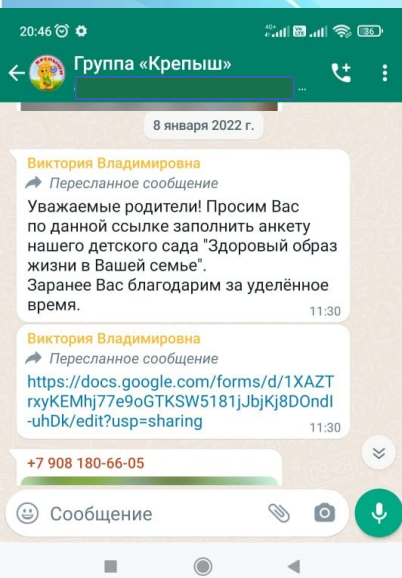 20:46
4G+
36
Группа «Крепыш»
...
8 января 2022 г.
Виктория Владимировна
Пересланное сообщение
Уважаемые родители! Просим Вас
по данной ссылке заполнить анкету
нашего детского сада "Здоровый образ
жизни в Вашей семье".
Заранее Вас благодарим за уделённое
время.
11:30
Виктория Владимировна
Пересланное сообщение
https://docs.google.com/forms/d/1XAZT
rxyKEMhj77e9oGTKSW5181jJbjKj8DOndI
-uhDk/edit?usp=sharing
11:30
+7 908 180-66-05
Сообщение